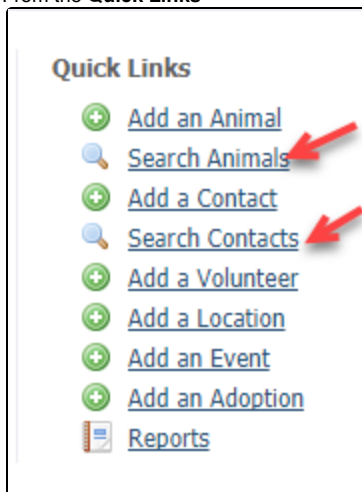 From the Quick Links
Quick Links
Add an Animal
Search Animals
Add a Contact
Search Contacts
Add a Volunteer
Add a Location
Add an Event
Add an Adoption
Reports